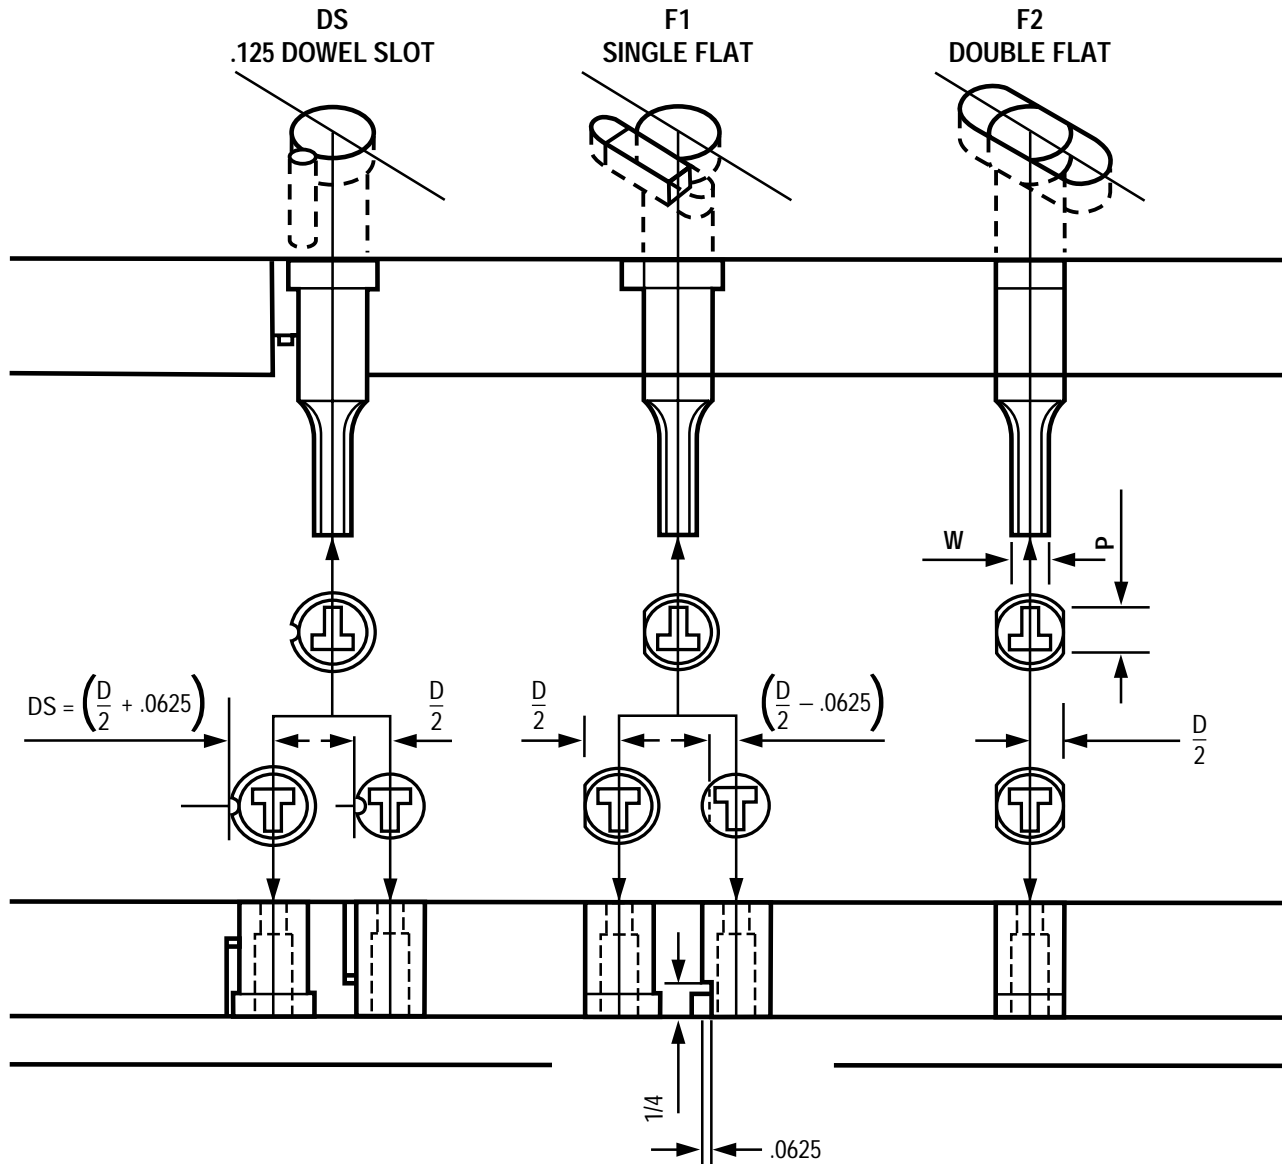 DS
.125 DOWEL SLOT
F1
SINGLE FLAT
F2
DOUBLE FLAT
W
P
DS = (D/2 + .0625)
D/2
D/2
(D/2 – .0625)
D/2
1/4
.0625